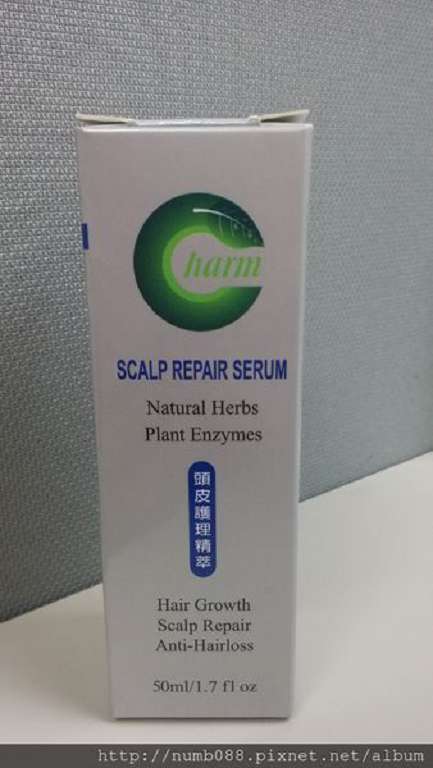 Charm
SCALP REPAIR SERUM
Natural Herbs
Plant Enzymes
頭皮護理精萃
Hair Growth
Scalp Repair
Anti-Hairloss
50ml/1.7 fl oz
http://numb088.pixnet.net/album